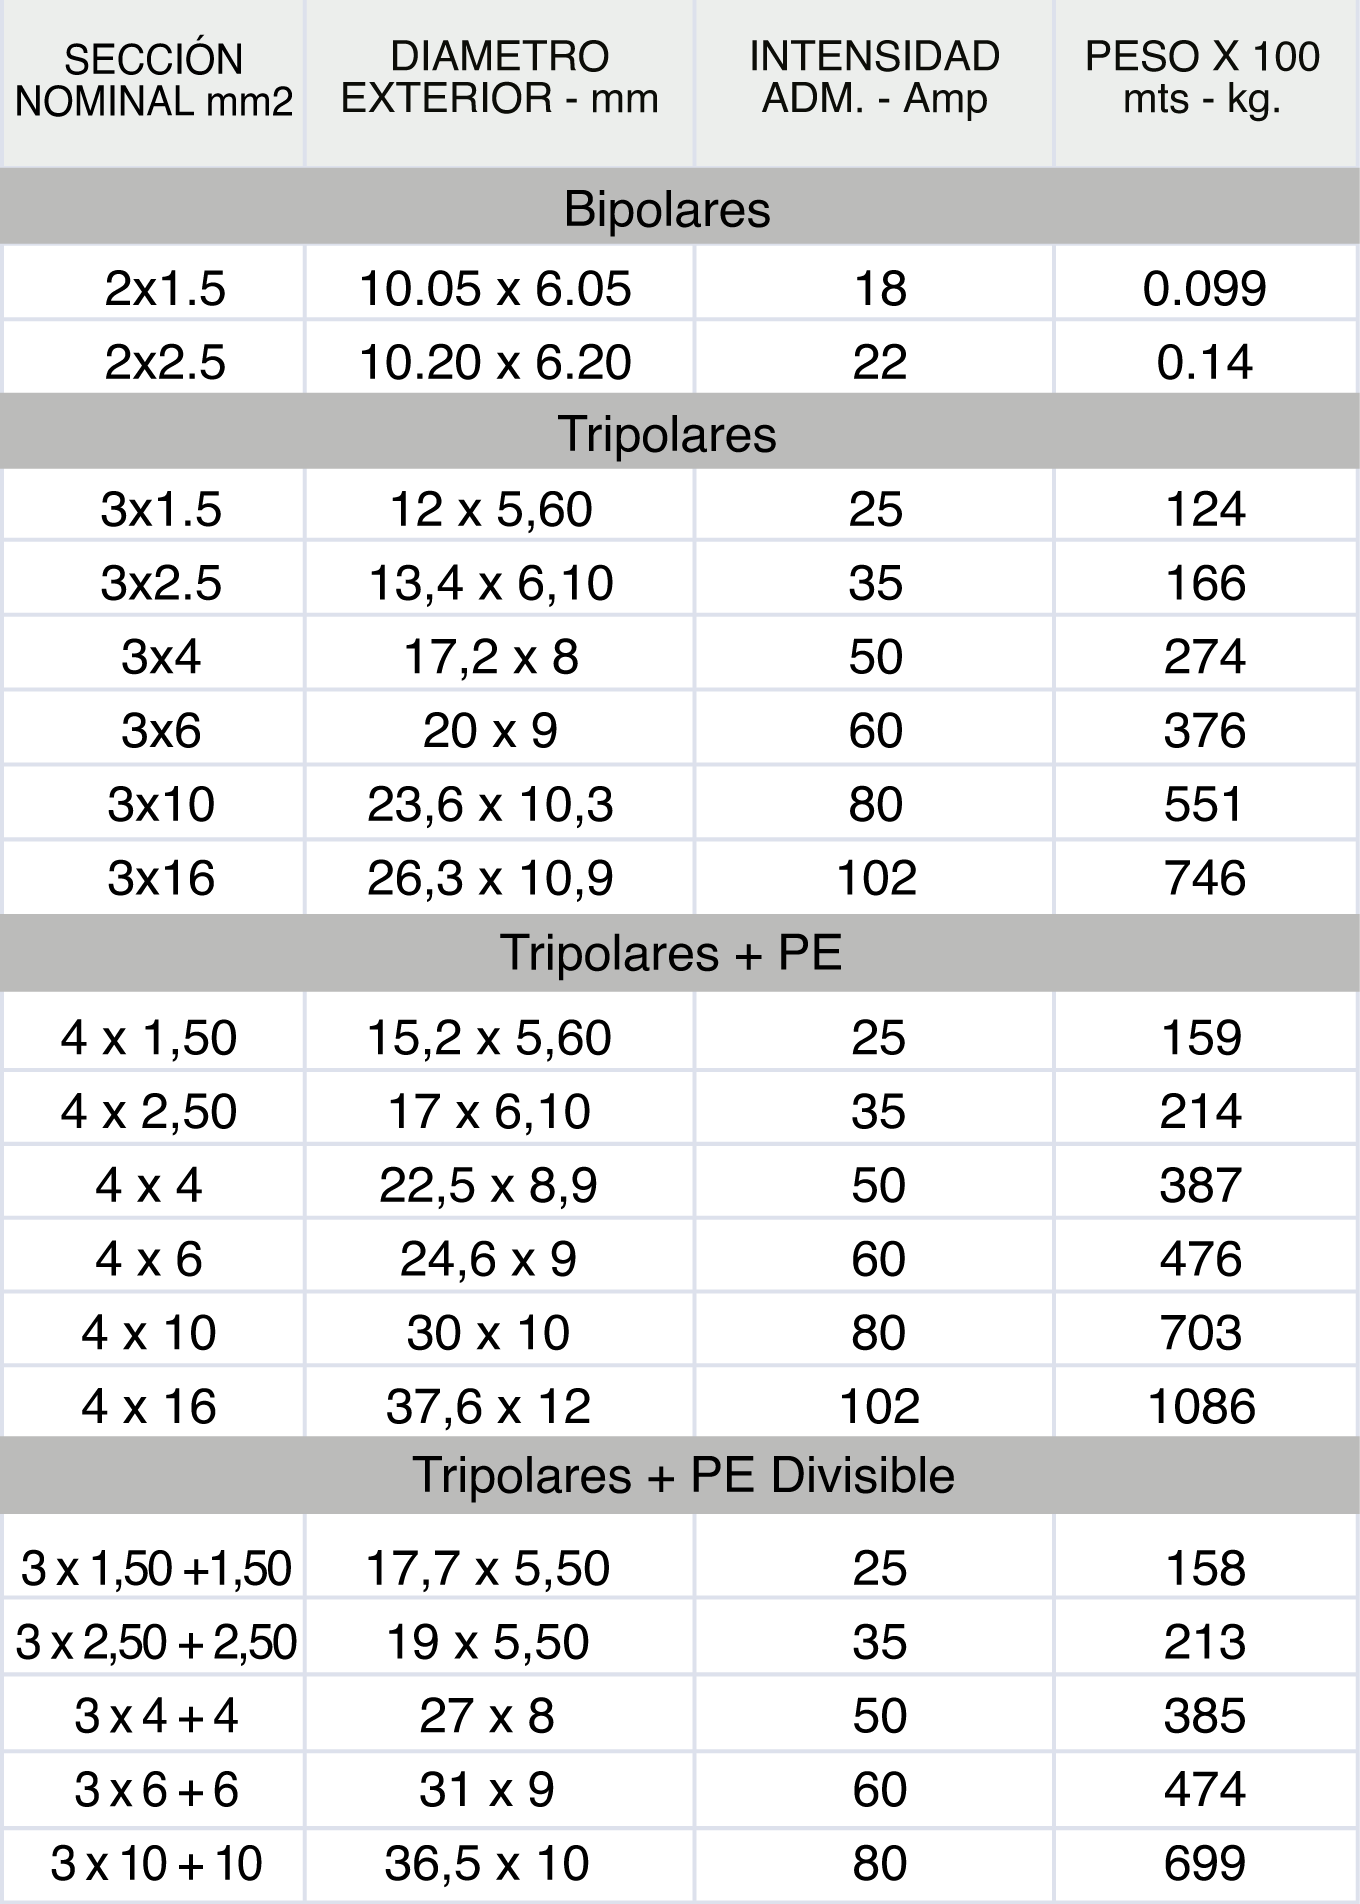 SECCIÓN NOMINAL mm2 DIAMETRO EXTERIOR - mm INTENSIDAD ADM. - Amp PESO X 100 mts - kg.
Bipolares
2x1.5 10.05 x 6.05 18 0.099
2x2.5 10.20 x 6.20 22 0.14
Tripolares
3x1.5 12 x 5,60 25 124
3x2.5 13,4 x 6,10 35 166
3x4 17,2 x 8 50 274
3x6 20 x 9 60 376
3x10 23,6 x 10,3 80 551
3x16 26,3 x 10,9 102 746
Tripolares + PE
4 x 1,50 15,2 x 5,60 25 159
4 x 2,50 17 x 6,10 35 214
4 x 4 22,5 x 8,9 50 387
4 x 6 24,6 x 9 60 476
4 x 10 30 x 10 80 703
4 x 16 37,6 x 12 102 1086
Tripolares + PE Divisible
3 x 1,50 +1,50 17,7 x 5,50 25 158
3 x 2,50 + 2,50 19 x 5,50 35 213
3 x 4 + 4 27 x 8 50 385
3 x 6 + 6 31 x 9 60 474
3 x 10 + 10 36,5 x 10 80 699